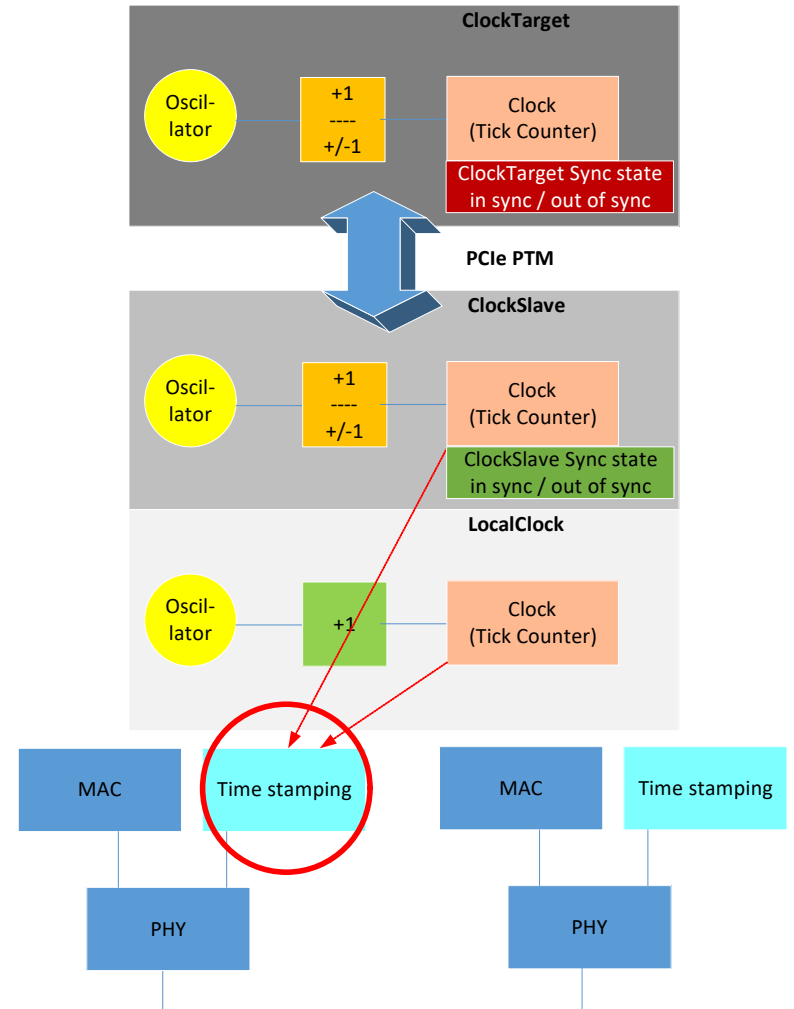 ClockTarget
Oscil-
lator
+1
----
+/-1
Clock
(Tick Counter)
ClockTarget Sync state
in sync / out of sync
PCIe PTM
ClockSlave
Oscil-
lator
+1
----
+/-1
Clock
(Tick Counter)
ClockSlave Sync state
in sync / out of sync
LocalClock
Oscil-
lator
+1
Clock
(Tick Counter)
MAC
Time stamping
MAC
Time stamping
PHY
PHY